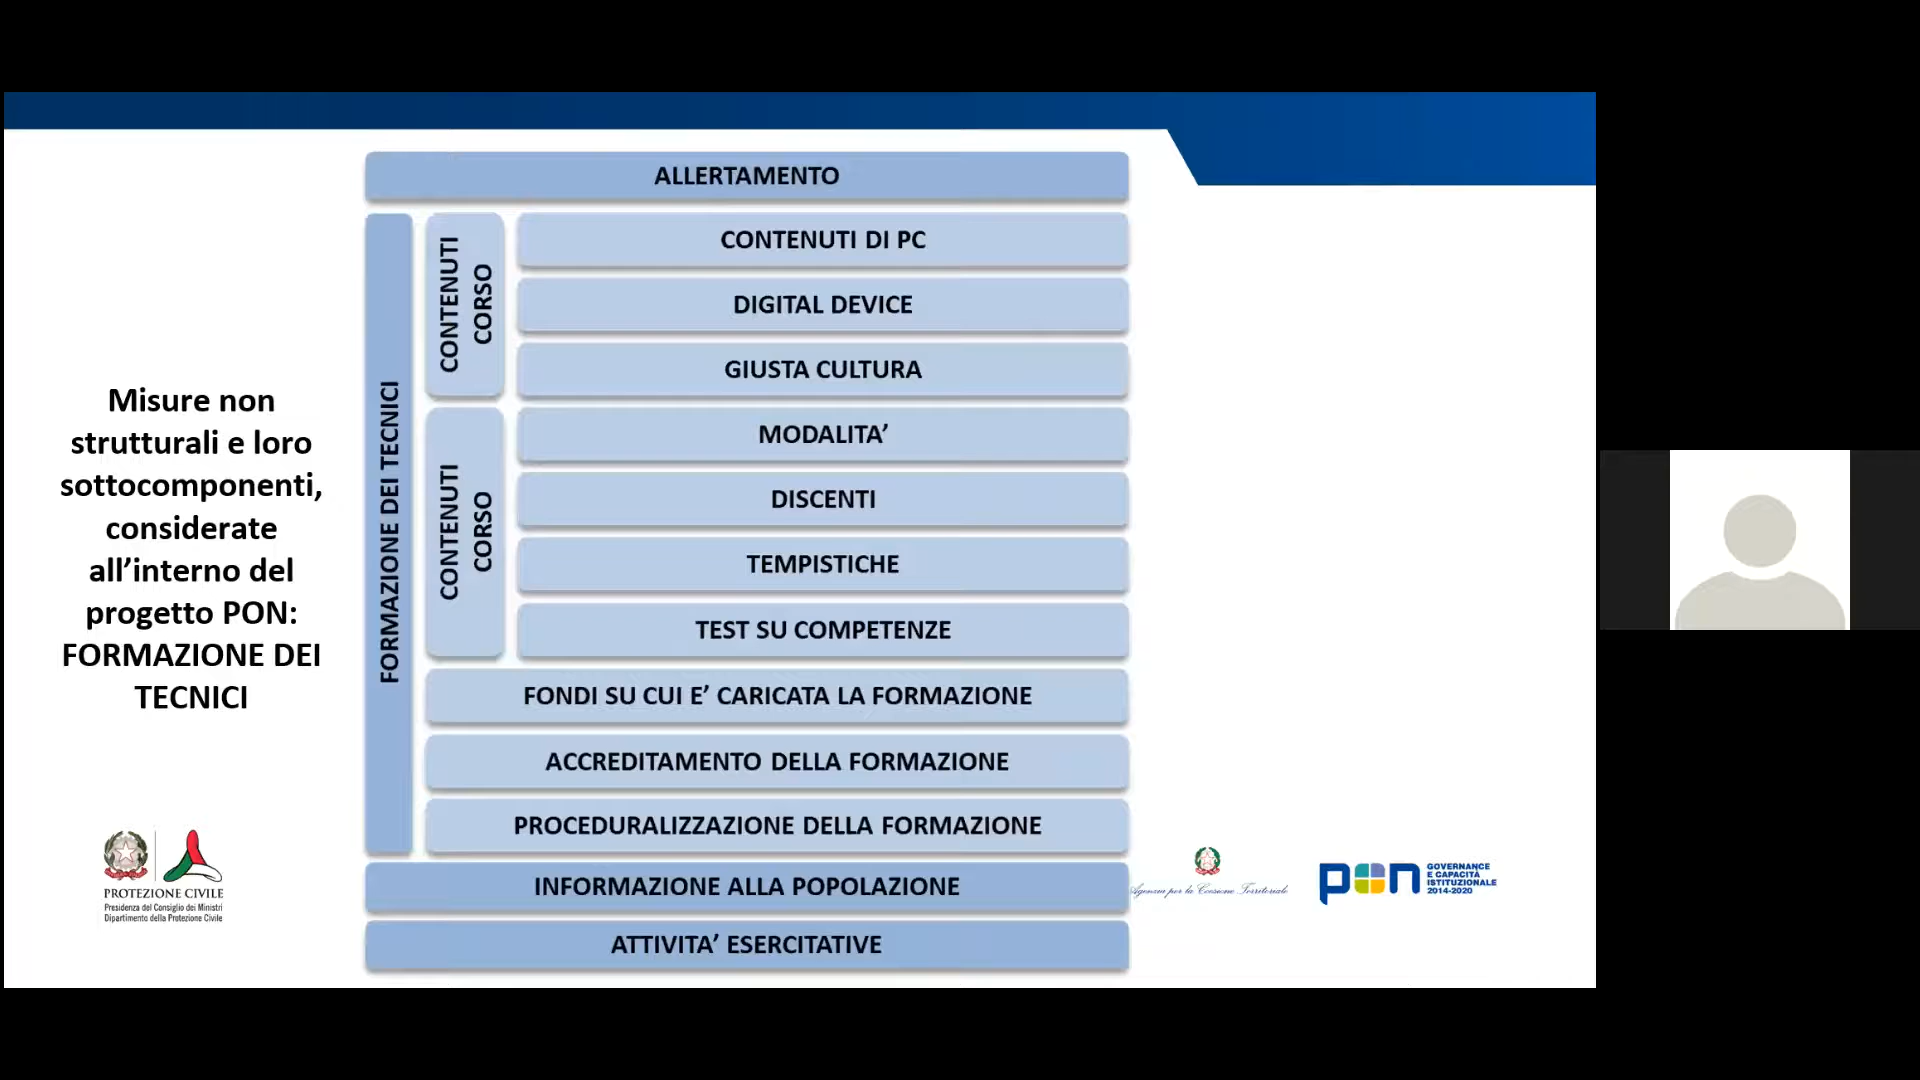 Misure non
strutturali e loro
sottocomponenti,
considerate
all’interno del
progetto PON:
FORMAZIONE DEI
TECNICI
ALLERTAMENTO
FORMAZIONE DEI TECNICI
CONTENUTI
CORSO
CONTENUTI DI PC
DIGITAL DEVICE
GIUSTA CULTURA
CONTENUTI
CORSO
MODALITA’
DISCENTI
TEMPISTICHE
TEST SU COMPETENZE
FONDI SU CUI E’ CARICATA LA FORMAZIONE
ACCREDITAMENTO DELLA FORMAZIONE
PROCEDURALIZZAZIONE DELLA FORMAZIONE
INFORMAZIONE ALLA POPOLAZIONE
ATTIVITA’ ESERCITATIVE
PROTEZIONE CIVILE
Presidenza del Consiglio dei Ministri
Dipartimento della Protezione Civile
Agenzia per la Coesione Territoriale
pon
GOVERNANCE
E CAPACITÀ
ISTITUZIONALE
2014-2020